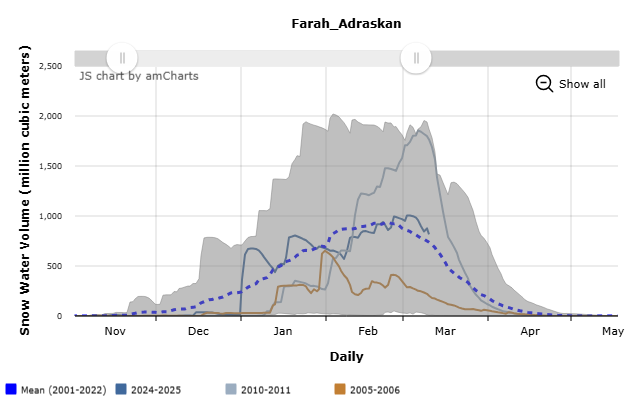 Farah_Adraskan
Snow Water Volume (million cubic meters)
JS chart by amCharts
Show all
2,500
2,000
1,500
1,000
500
0
Nov Dec Jan Feb Mar Apr May
Daily
Mean (2001-2022) 2024-2025 2010-2011 2005-2006